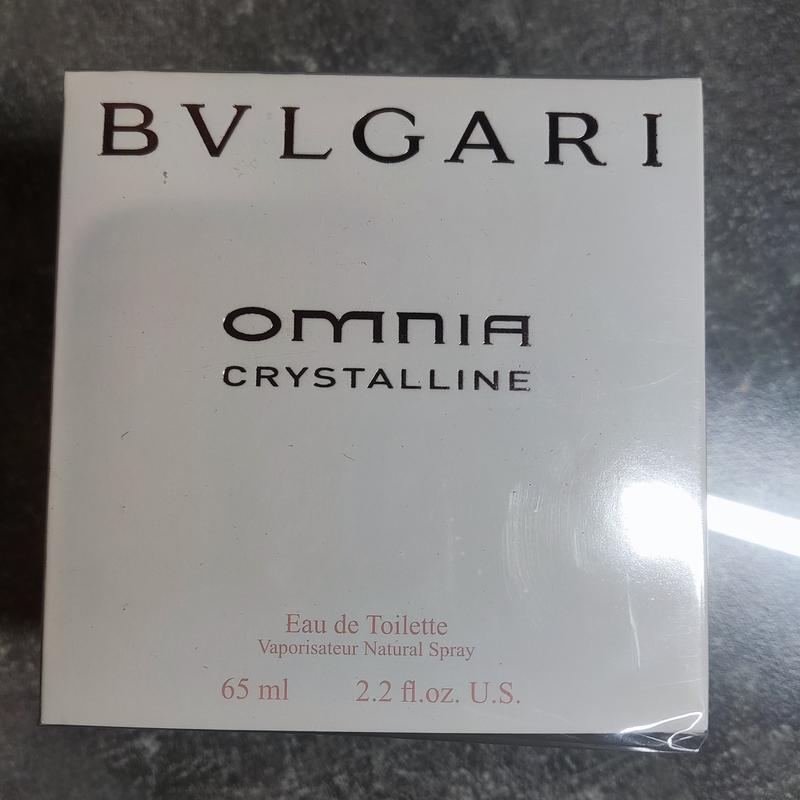 BVLGARI
OMNIA
CRYSTALLINE
Eau de Toilette
Vaporisateur Natural Spray
65 ml 2.2 fl.oz. U.S.